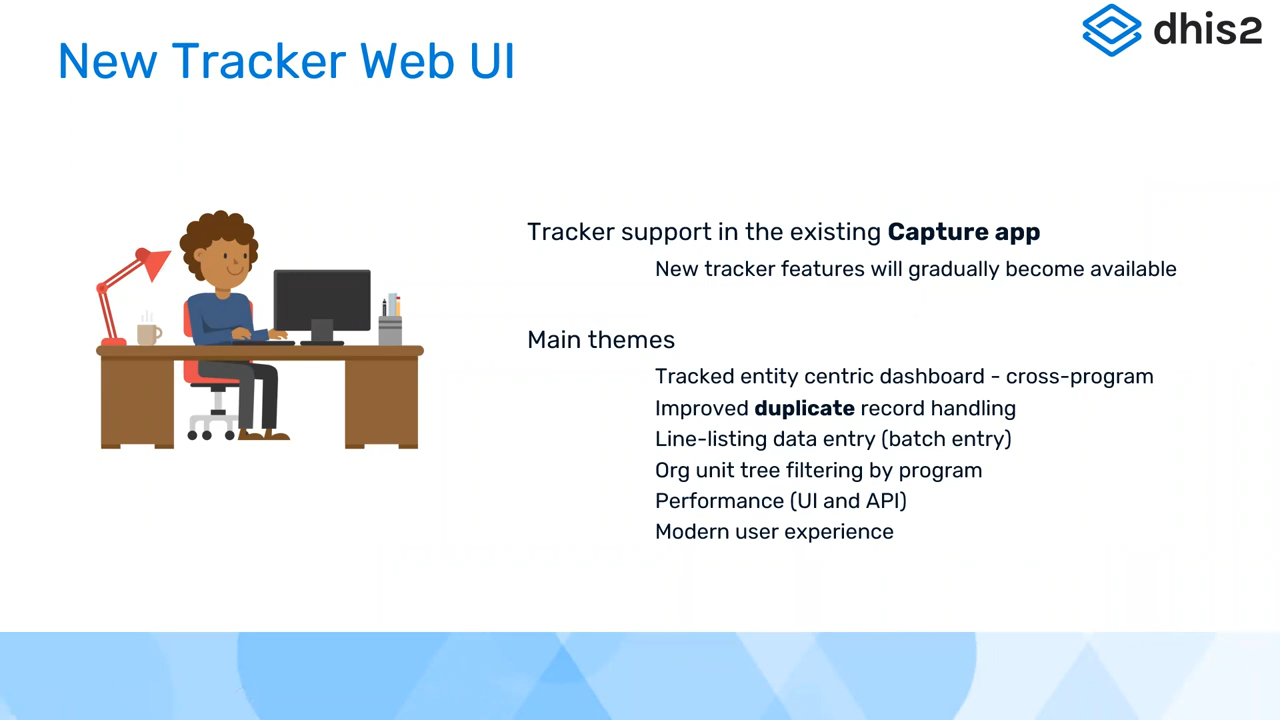 dhis2
New Tracker Web UI
Tracker support in the existing Capture app
New tracker features will gradually become available
Main themes
Tracked entity centric dashboard - cross-program
Improved duplicate record handling
Line-listing data entry (batch entry)
Org unit tree filtering by program
Performance (UI and API)
Modern user experience